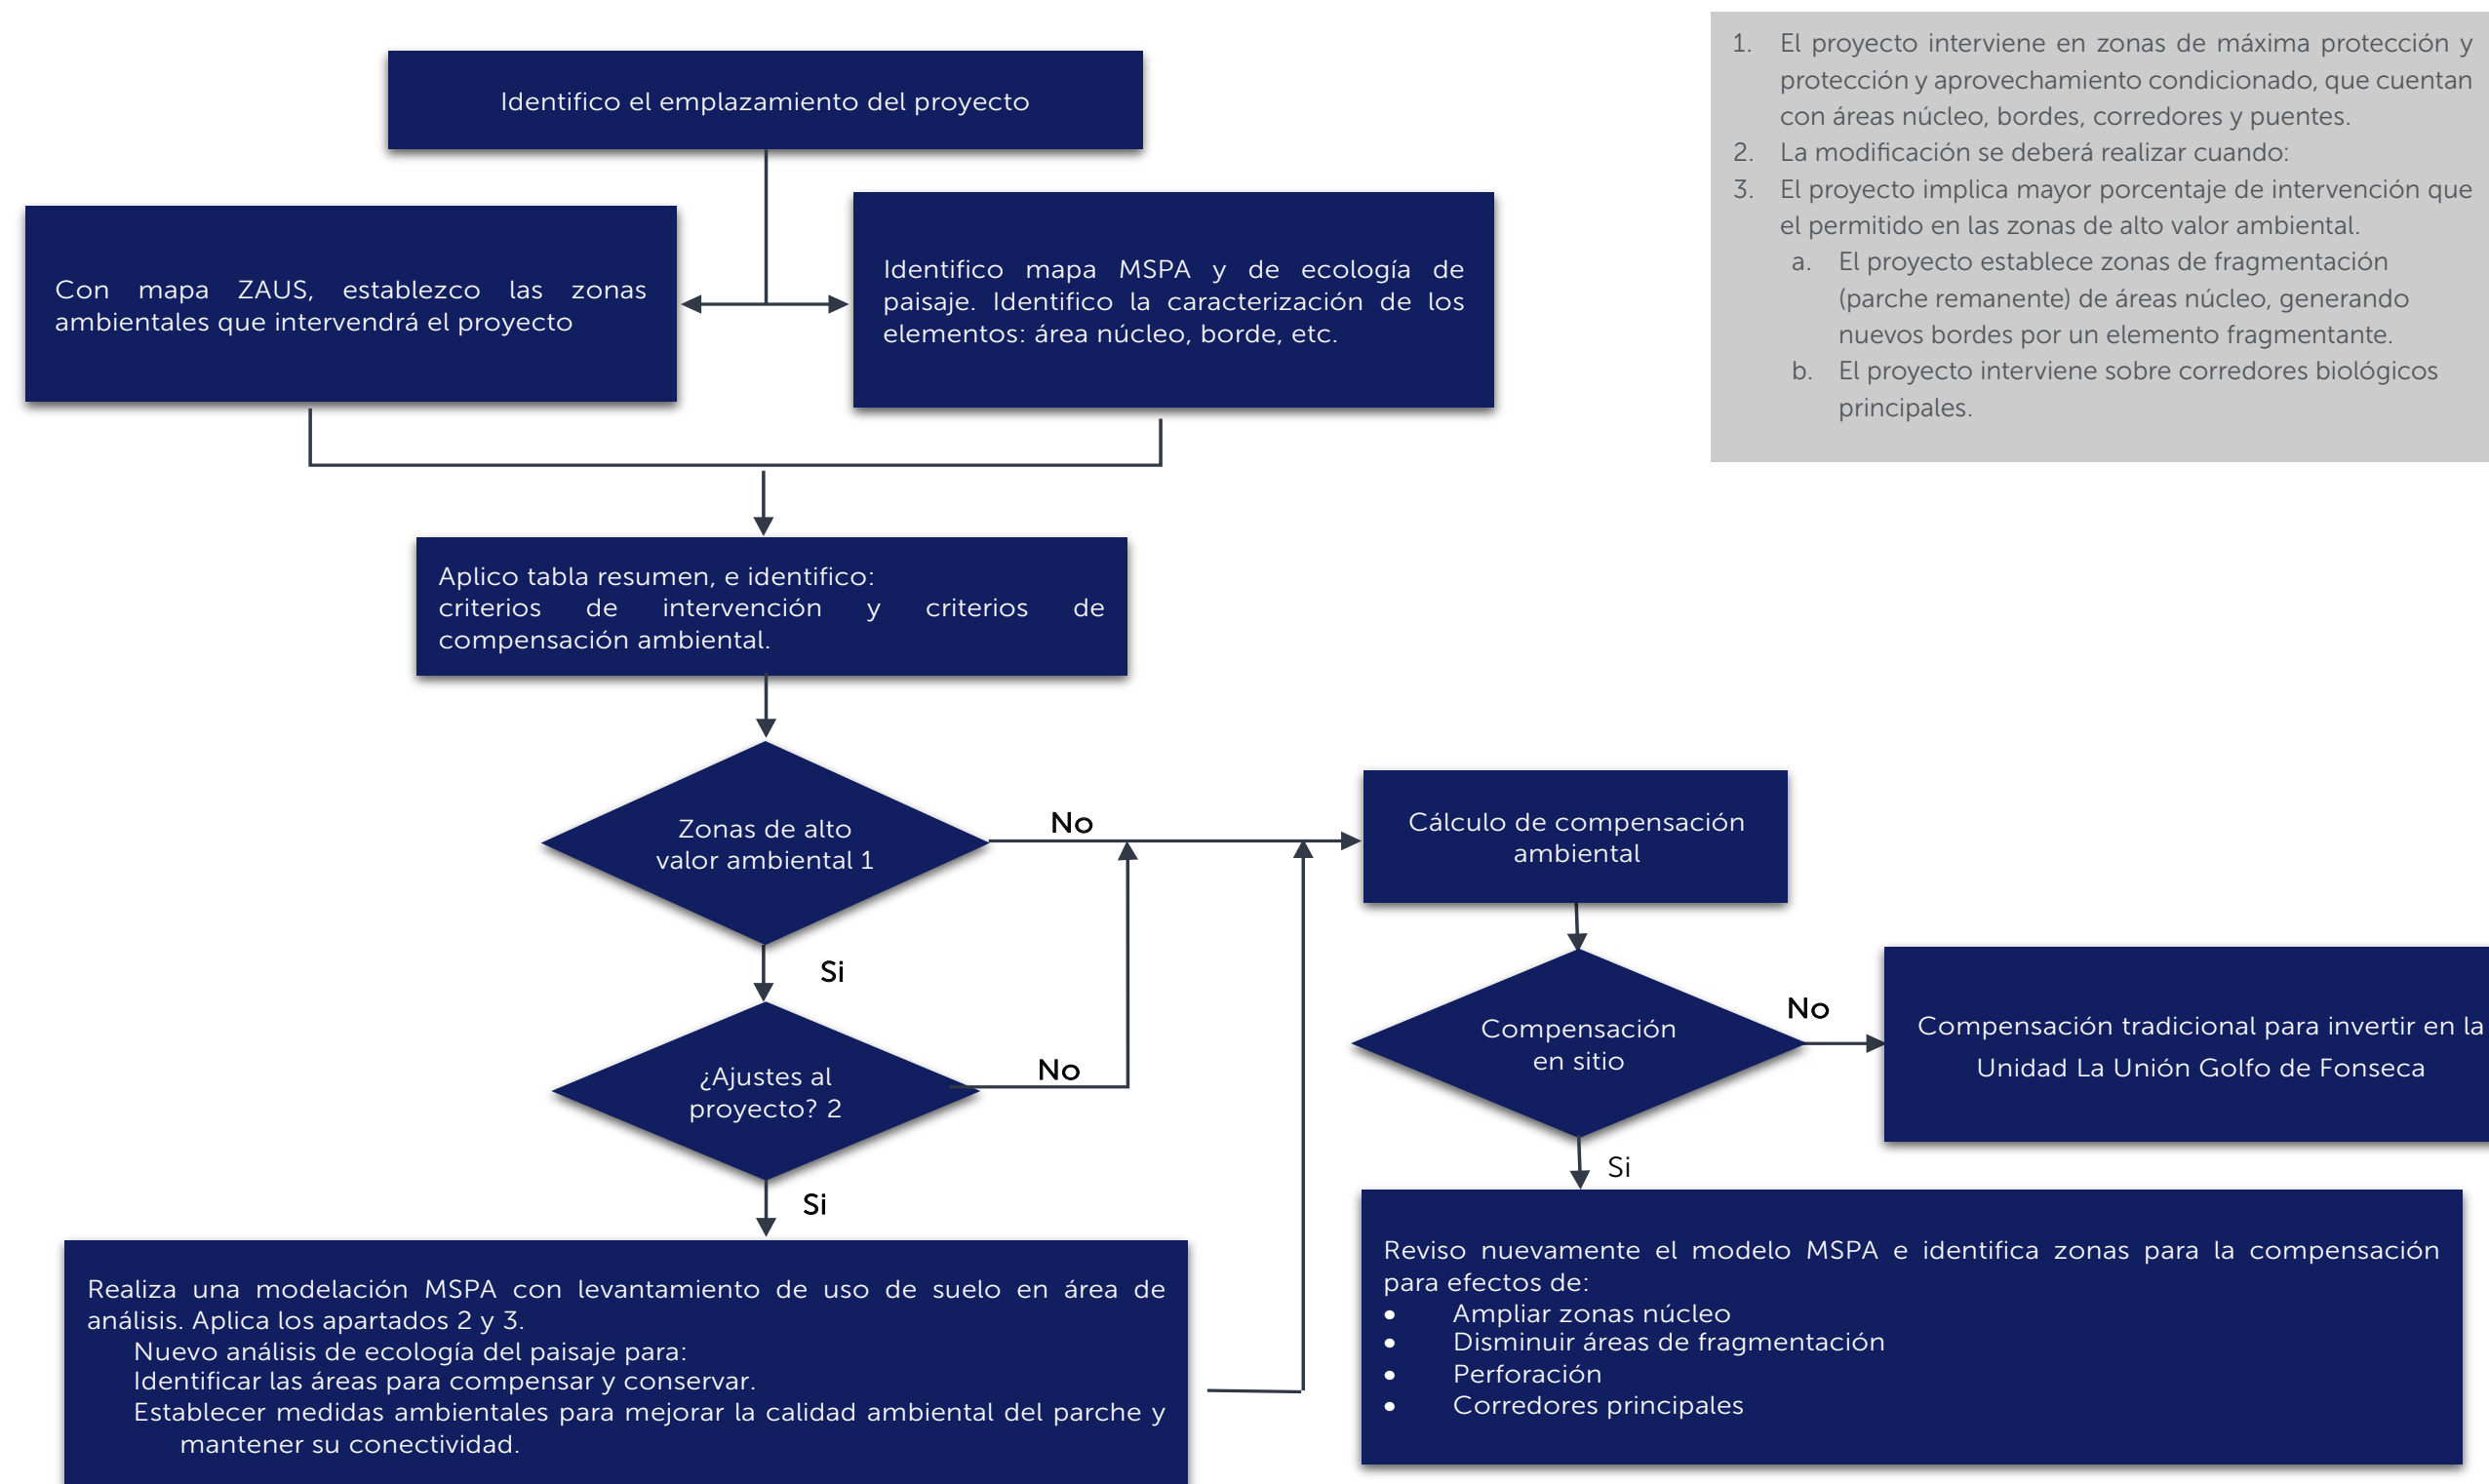 Identifico el emplazamiento del proyecto
Con mapa ZAUS, establezco las zonas
ambientales que intervendrá el proyecto
Identifico mapa MSPA y de ecología de
paisaje. Identifico la caracterización de los
elementos: área núcleo, borde, etc.
1. El proyecto interviene en zonas de máxima protección y
protección y aprovechamiento condicionado, que cuentan
con áreas núcleo, bordes, corredores y puentes.
2. La modificación se deberá realizar cuando:
3. El proyecto implica mayor porcentaje de intervención que
el permitido en las zonas de alto valor ambiental.
a. El proyecto establece zonas de fragmentación
(parche remanente) de áreas núcleo, generando
nuevos bordes por un elemento fragmentante.
b. El proyecto interviene sobre corredores biológicos
principales.
Aplico tabla resumen, e identifico:
criterios de intervención y criterios de
compensación ambiental.
Zonas de alto
valor ambiental 1
No
Si
¿Ajustes al
proyecto? 2
No
Si
Realiza una modelación MSPA con levantamiento de uso de suelo en área de
análisis. Aplica los apartados 2 y 3.
Nuevo análisis de ecología del paisaje para:
Identificar las áreas para compensar y conservar.
Establecer medidas ambientales para mejorar la calidad ambiental del parche y
mantener su conectividad.
Cálculo de compensación
ambiental
Compensación
en sitio
No
Compensación tradicional para invertir en la
Unidad La Unión Golfo de Fonseca
Si
Reviso nuevamente el modelo MSPA e identifica zonas para la compensación
para efectos de:
• Ampliar zonas núcleo
• Disminuir áreas de fragmentación
• Perforación
• Corredores principales